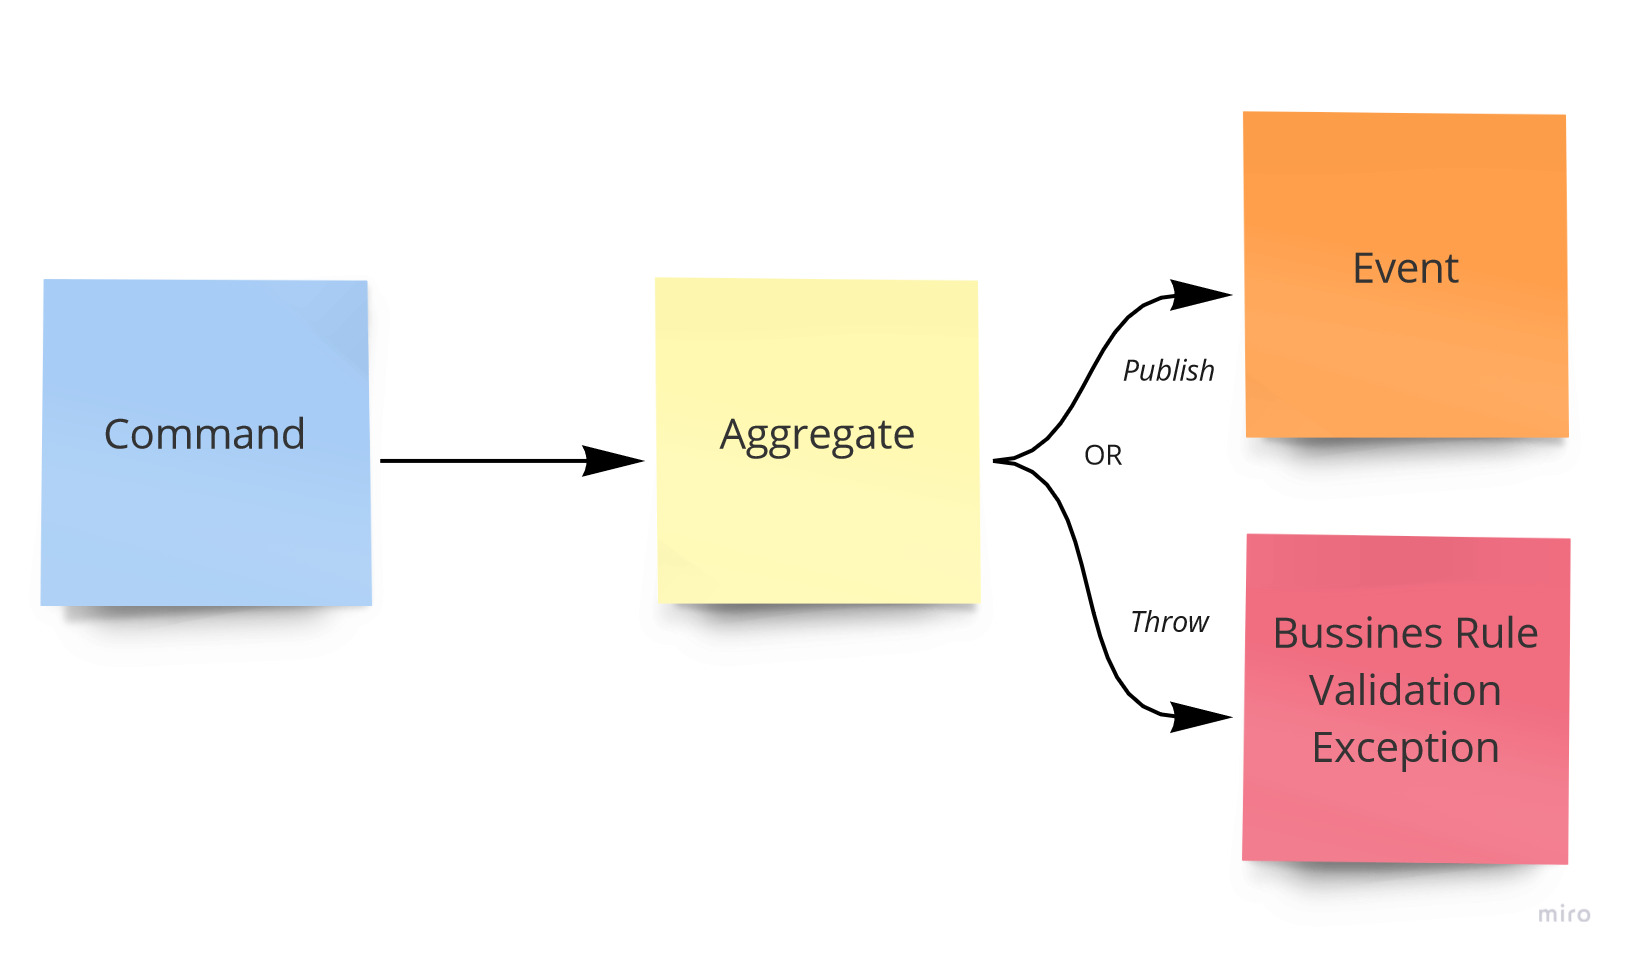 Command
Aggregate
Publish
OR
Throw
Event
Bussines Rule
Validation
Exception
miro